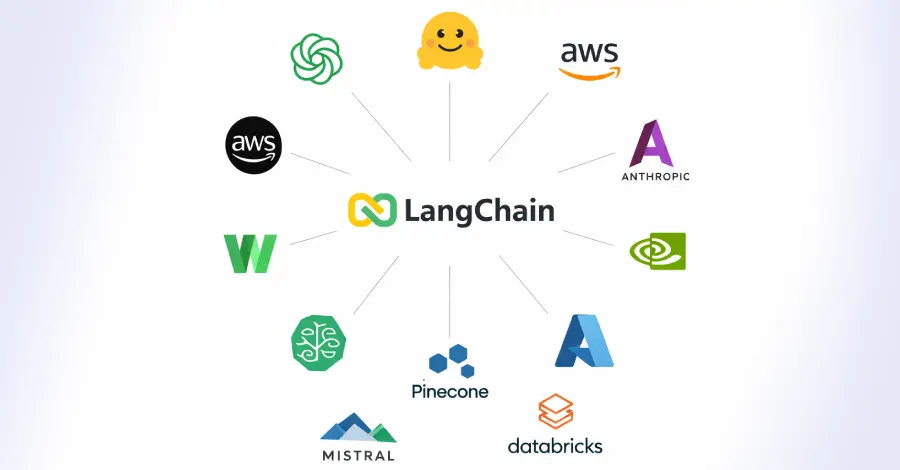 aws
aws
ANTHROPIC
LangChain
Pinecone
MISTRAL
databricks